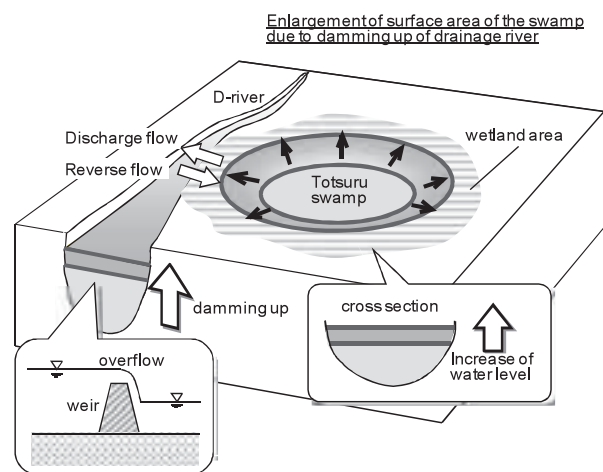 Enlargement of surface area of the swamp
due to damming up of drainage river
D-river
Discharge flow
Reverse flow
wetland area
Totsuru
swamp
damming up
cross section
Increase of
water level
overflow
weir